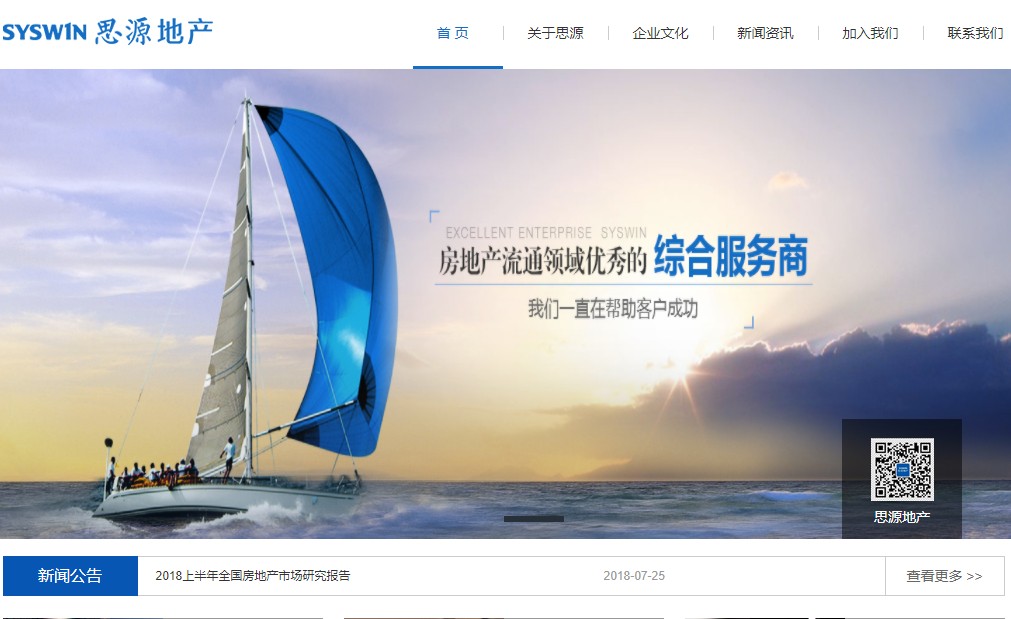 SYSWIN 思源地产
首 页
关于思源
企业文化
新闻资讯
加入我们
联系我们
EXCELLENT ENTERPRISE SYSWIN
房地产流通领域优秀的 综合服务商
我们一直在帮助客户成功
思源地产
新闻公告
2018上半年全国房地产市场研究报告
2018-07-25
查看更多 >>